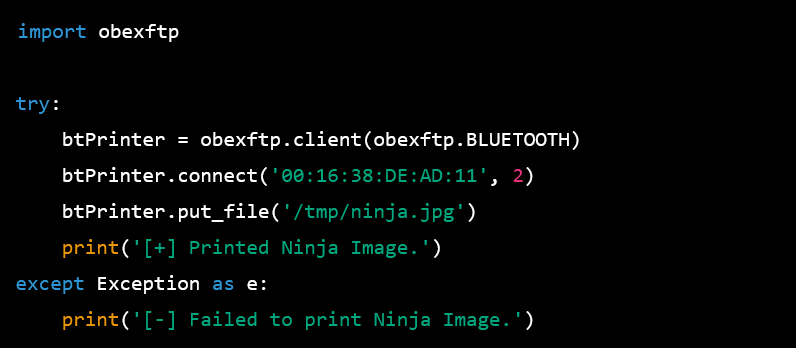 import obexftp

try:
    btPrinter = obexftp.client(obexftp.BLUETOOTH)
    btPrinter.connect('00:16:38:DE:AD:11', 2)
    btPrinter.put_file('/tmp/ninja.jpg')
    print('[+] Printed Ninja Image.')
except Exception as e:
    print('[-] Failed to print Ninja Image.')